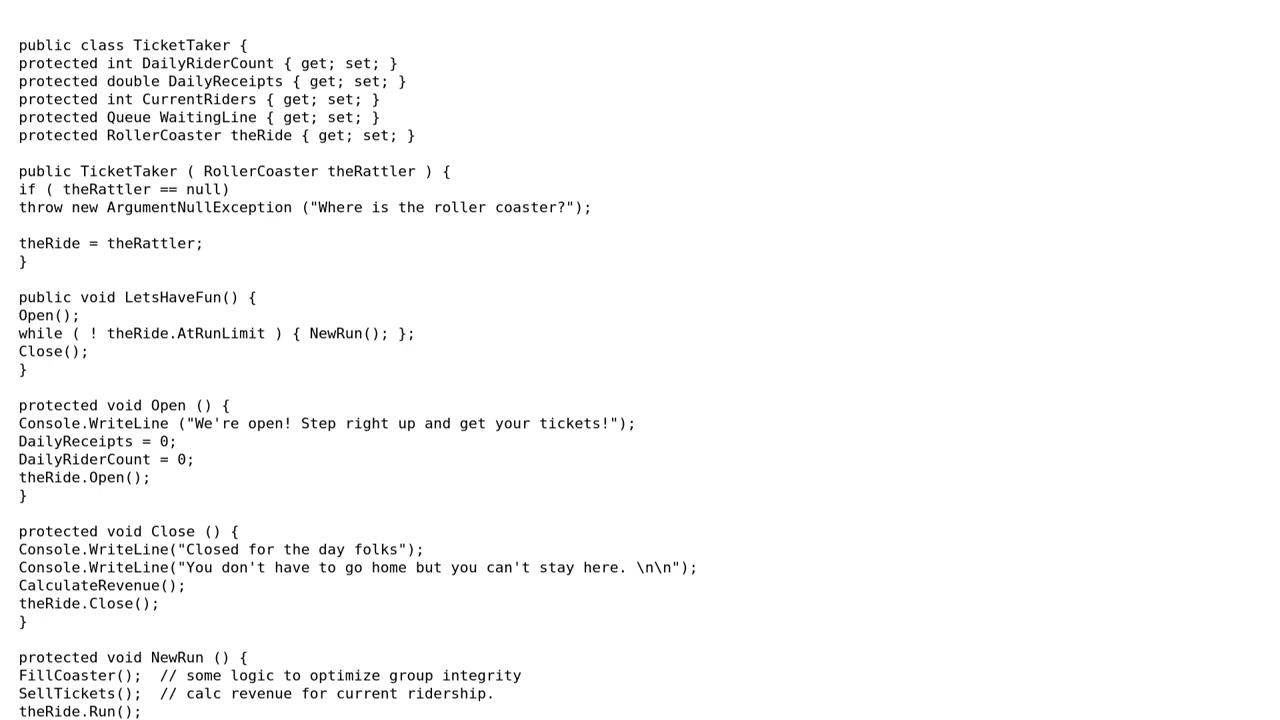 public class TicketTaker {
protected int DailyRiderCount { get; set; }
protected double DailyReceipts { get; set; }
protected int CurrentRiders { get; set; }
protected Queue WaitingLine { get; set; }
protected RollerCoaster theRide { get; set; }
public TicketTaker ( RollerCoaster theRattler ) {
if ( theRattler == null)
throw new ArgumentNullException ("Where is the roller coaster?");
theRide = theRattler;
}
public void LetsHaveFun() {
Open();
while ( ! theRide.AtRunLimit ) { NewRun(); };
Close();
}
protected void Open () {
Console.WriteLine ("We're open! Step right up and get your tickets!");
DailyReceipts = 0;
DailyRiderCount = 0;
theRide.Open();
}
protected void Close () {
Console.WriteLine("Closed for the day folks");
Console.WriteLine("You don't have to go home but you can't stay here. \n\n");
CalculateRevenue();
theRide.Close();
}
protected void NewRun () {
FillCoaster();  // some logic to optimize group integrity
SellTickets();  // calc revenue for current ridership.
theRide.Run();